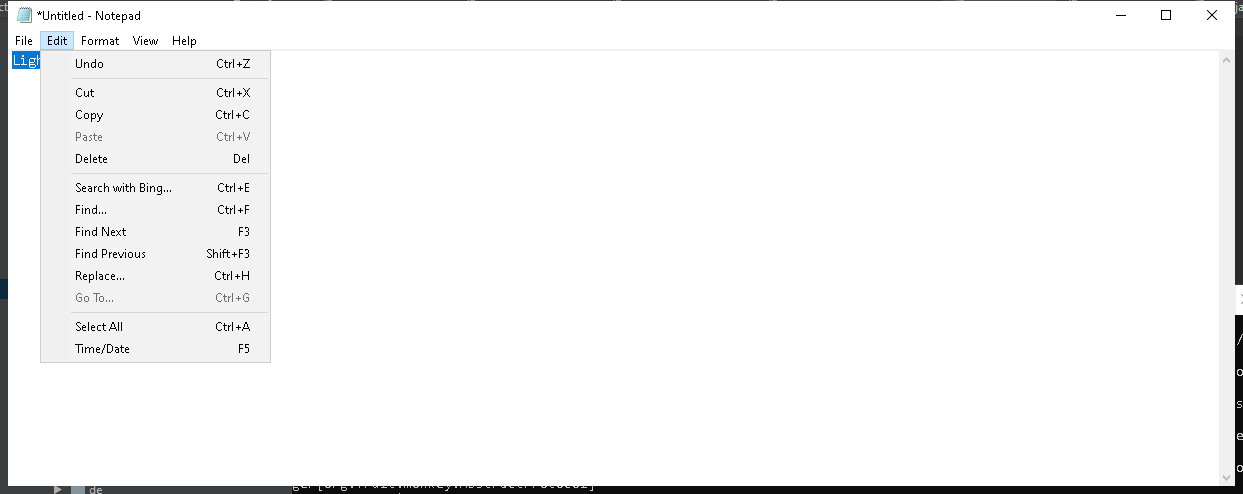 *Untitled - Notepad
File Edit Format View Help
Ligh
Undo Ctrl+Z
Cut Ctrl+X
Copy Ctrl+C
Paste Ctrl+V
Delete Del
Search with Bing... Ctrl+E
Find... Ctrl+F
Find Next F3
Find Previous Shift+F3
Replace... Ctrl+H
Go To... Ctrl+G
Select All Ctrl+A
Time/Date F5
de